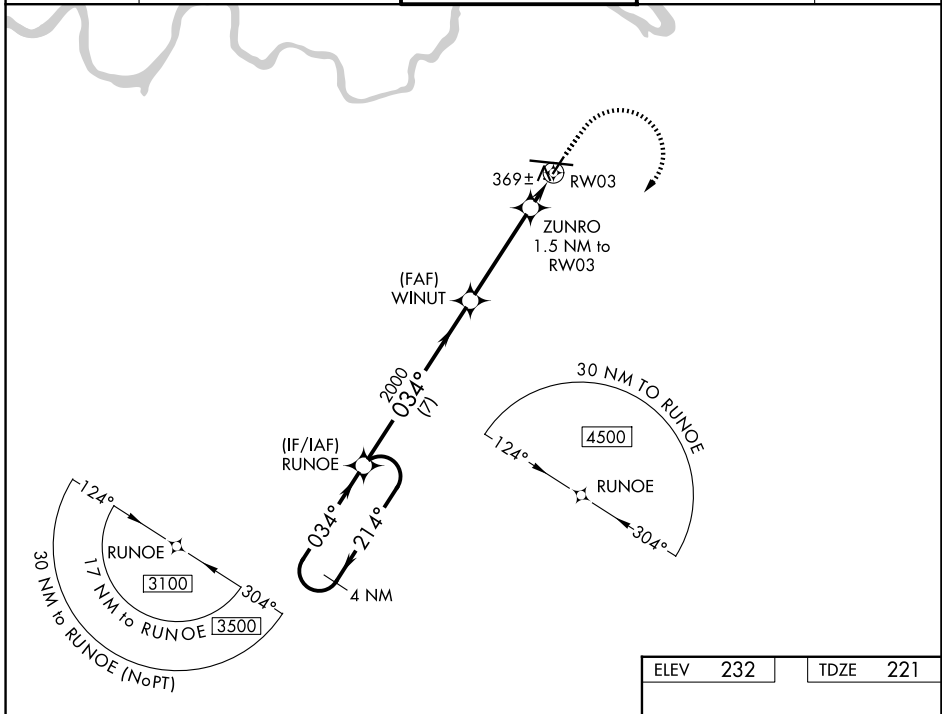 369±
RW03
ZUNRO
1.5 NM to
RW03
(FAF)
WINUT
2000
034°
(7)
(IF/IAF)
RUNOE
034°
214°
4 NM
30 NM TO RUNOE
4500
124°
RUNOE
304°
124°
RUNOE
3100
304°
17 NM to RUNOE
3500
30 NM to RUNOE (NoPT)
ELEV 232
TDZE 221